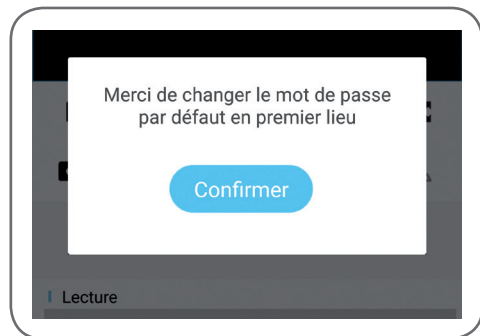 Merci de changer le mot de passe
par défaut en premier lieu
Confirmer
Lecture